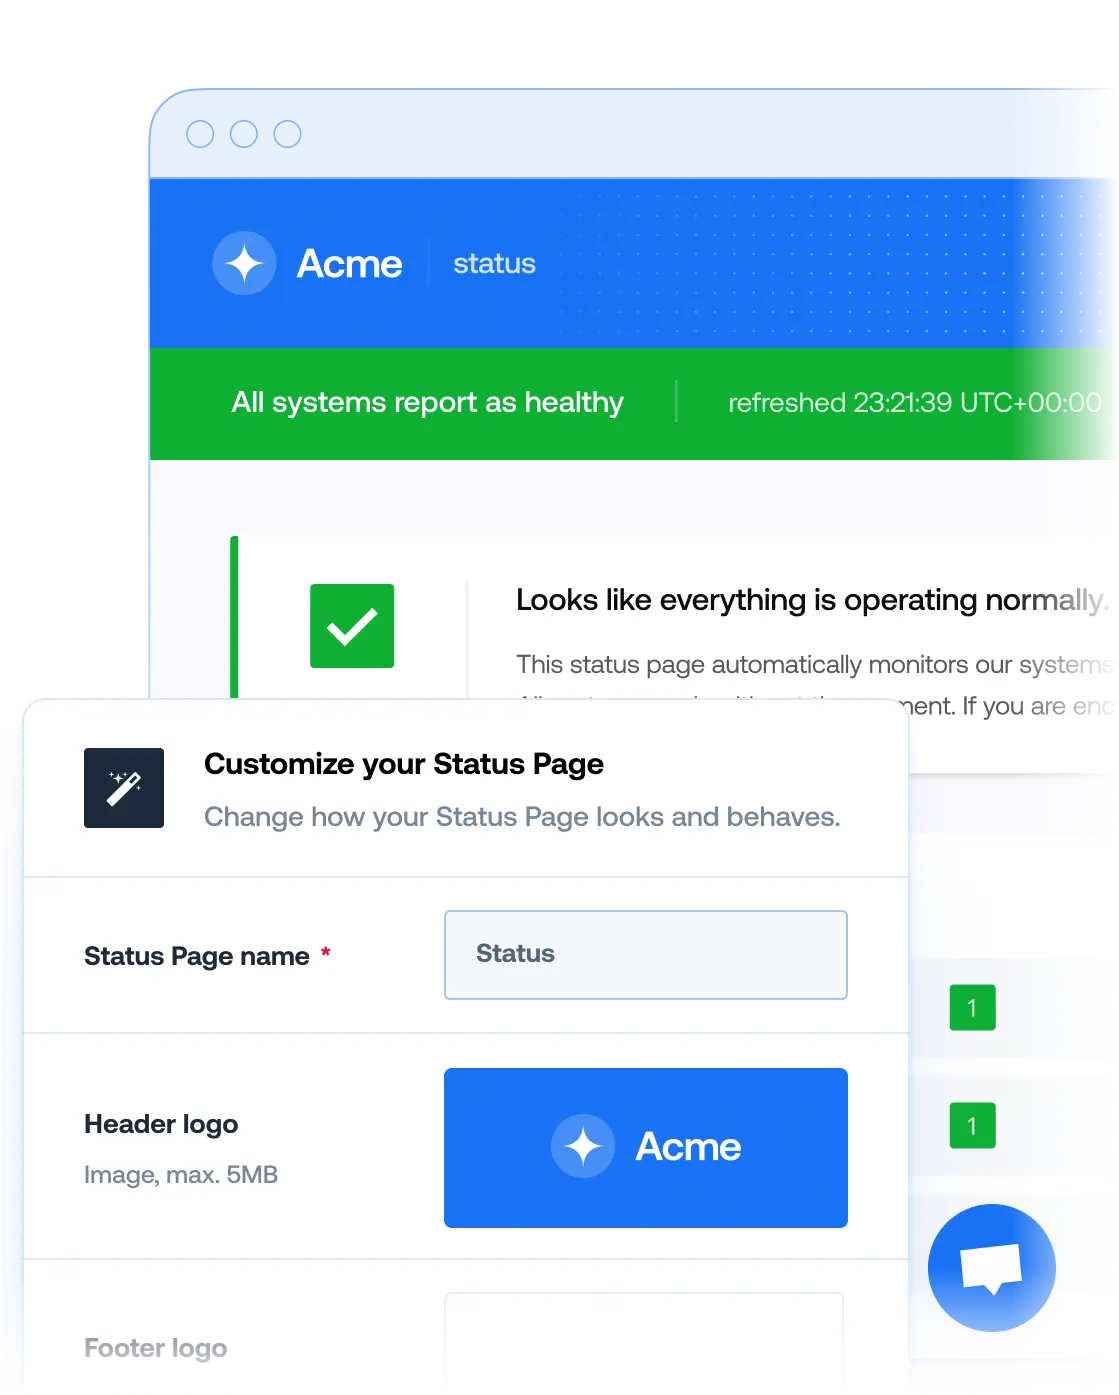 Acme
status
All systems report as healthy
refreshed 23:21:39 UTC+00:00
Looks like everything is operating normally.
This status page automatically monitors our systems
ment. If you are enc
Customize your Status Page
Change how your Status Page looks and behaves.
Status Page name *
Status
1
Header logo
Image, max. 5MB
Acme
1
Footer logo